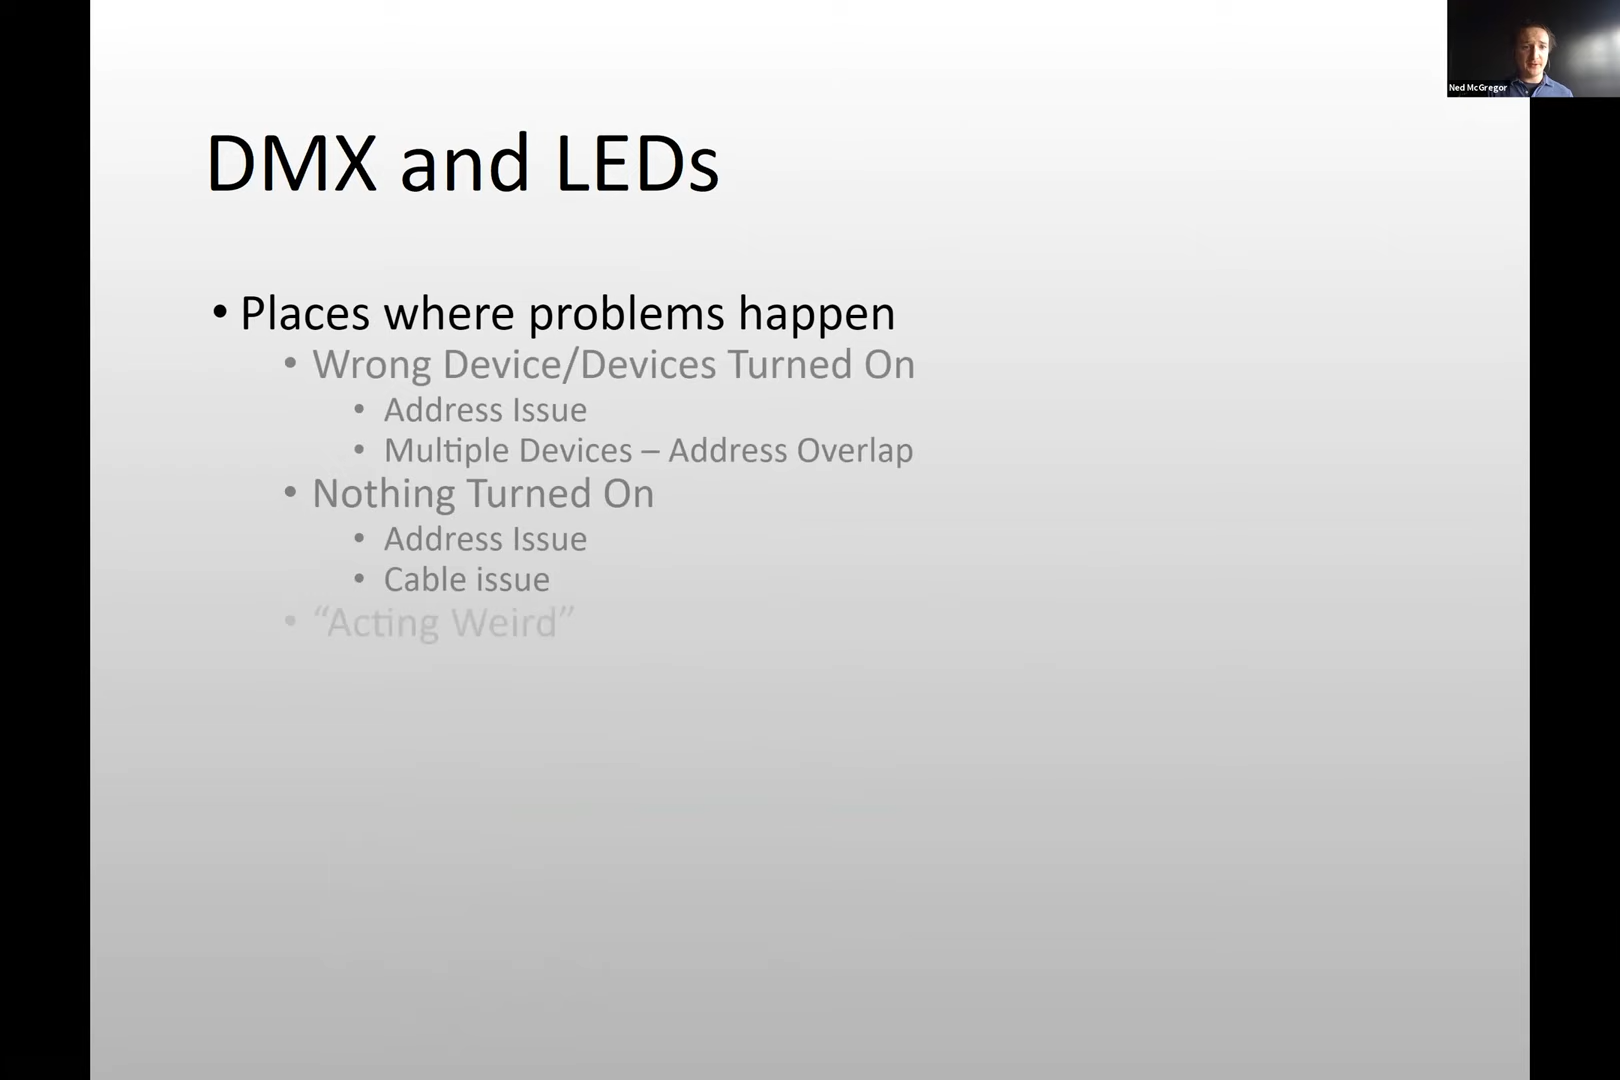 Ned McGregor
DMX and LEDs
• Places where problems happen
• Wrong Device/Devices Turned On
• Address Issue
• Multiple Devices – Address Overlap
• Nothing Turned On
• Address Issue
• Cable issue
• “Acting Weird”